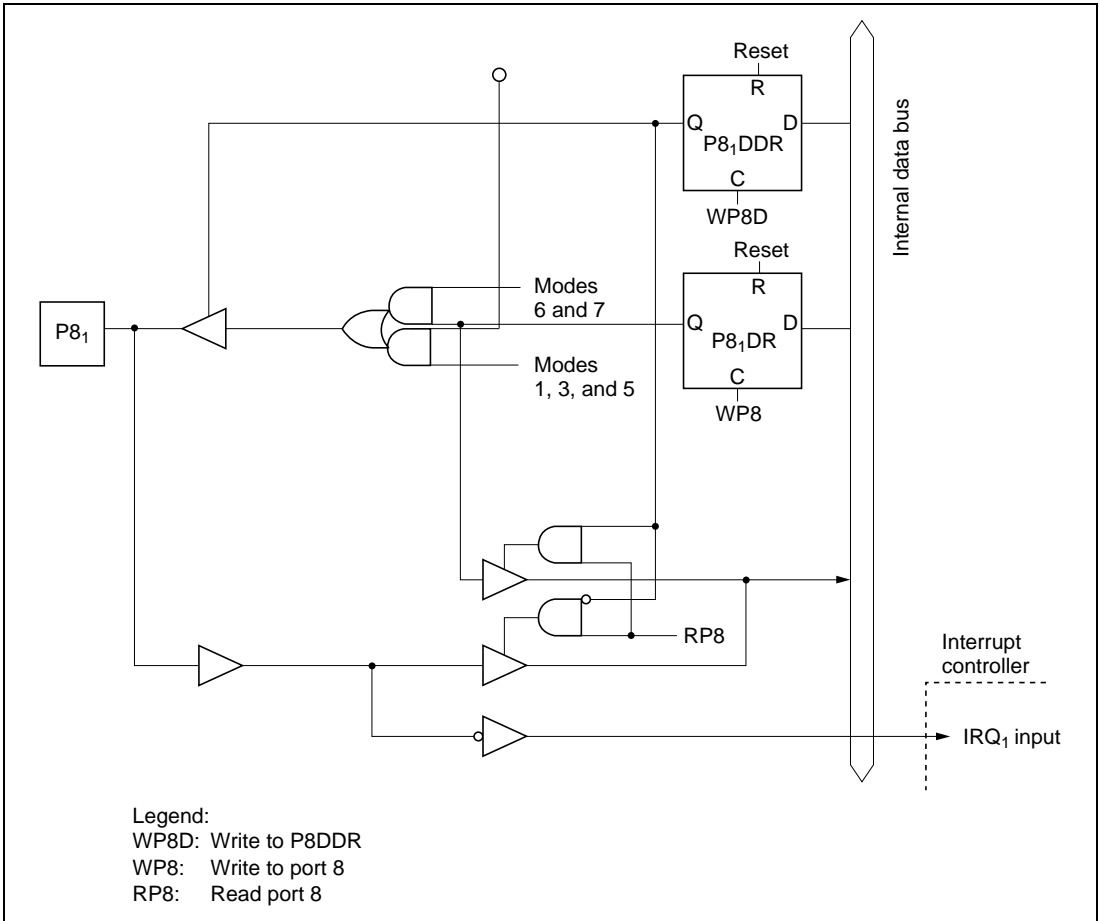 Reset
R
Q
D
P8₁DDR
C
WP8D
Internal data bus
Reset
R
Modes
6 and 7
P8₁
Q
D
P8₁DR
C
WP8
Modes
1, 3, and 5
RP8
Interrupt
controller
IRQ₁ input
Legend:
WP8D: Write to P8DDR
WP8: Write to port 8
RP8: Read port 8